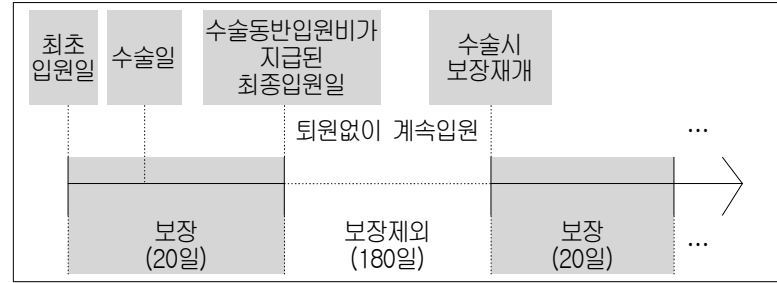 최초
입원일
수술일
수술동반입원비가
지급된
최종입원일
수술시
보장재개
퇴원없이 계속입원
…
보장
(20일)
보장제외
(180일)
보장
(20일)
…